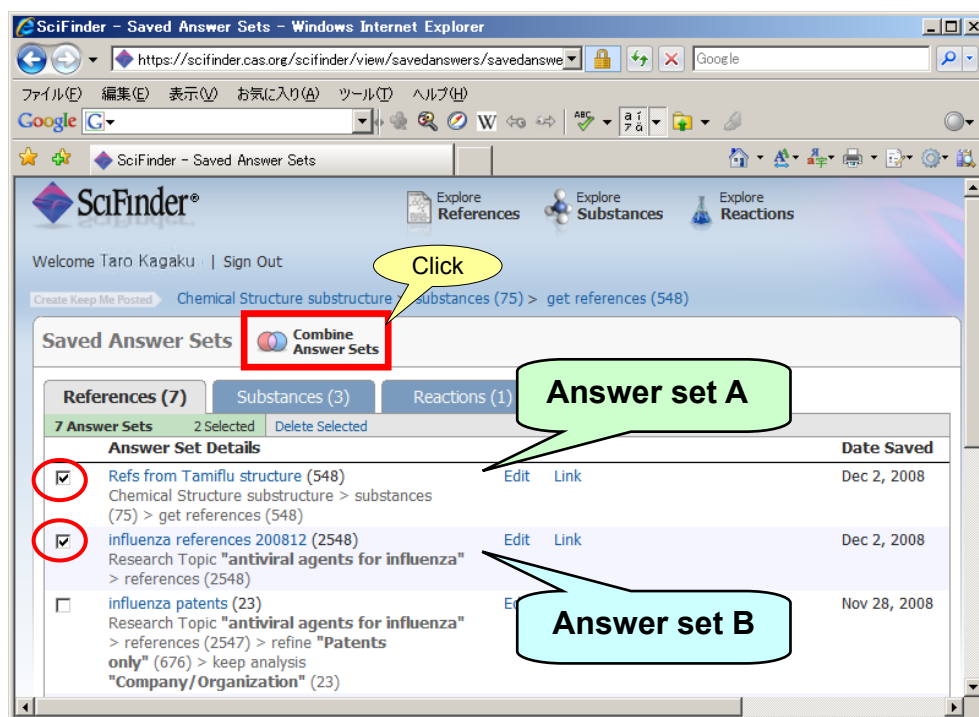 SciFinder - Saved Answer Sets - Windows Internet Explorer
https://scifinder.cas.org/scifinder/view/savedanswers/savedanswe
Google
ファイル(F) 編集(E) 表示(V) お気に入り(A) ツール(T) ヘルプ(H)
Google G
SciFinder - Saved Answer Sets
SciFinder®
Explore References
Explore Substances
Explore Reactions
Welcome Taro Kagaku | Sign Out
Click
Create Keep Me Posted Chemical Structure substructure > substances (75) > get references (548)
Saved Answer Sets
Combine Answer Sets
References (7) Substances (3) Reactions (1)
Answer set A
7 Answer Sets 2 Selected Delete Selected
Answer Set Details Date Saved
Refs from Tamiflu structure (548) Edit Link Dec 2, 2008
Chemical Structure substructure > substances
(75) > get references (548)
influenza references 200812 (2548) Edit Link Dec 2, 2008
Research Topic "antiviral agents for influenza"
> references (2548)
influenza patents (23) Nov 28, 2008
Research Topic "antiviral agents for influenza"
> references (2547) > refine "Patents
only" (676) > keep analysis
"Company/Organization" (23)
Answer set B